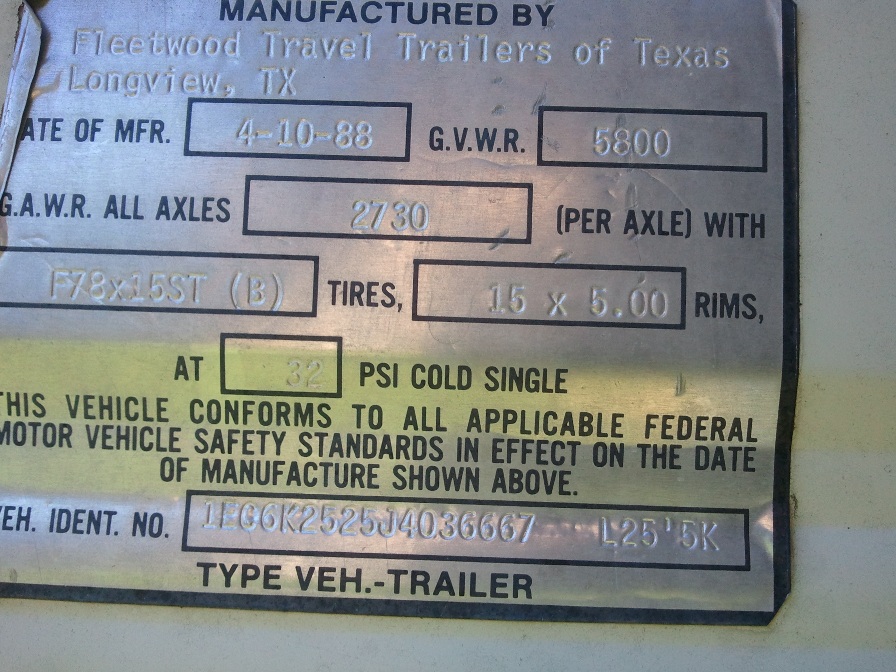 MANUFACTURED BY
Fleetwood Travel Trailers of Texas
Longview, TX
ATE OF MFR. 4-10-88 G.V.W.R. 5800
G.A.W.R. ALL AXLES 2730 (PER AXLE) WITH
F78x15ST (B) TIRES, 15 x 5.00 RIMS,
AT 32 PSI COLD SINGLE
THIS VEHICLE CONFORMS TO ALL APPLICABLE FEDERAL
MOTOR VEHICLE SAFETY STANDARDS IN EFFECT ON THE DATE
OF MANUFACTURE SHOWN ABOVE.
VEH. IDENT. NO. 1EC6K2525J4036667 L25'5K
TYPE VEH.-TRAILER